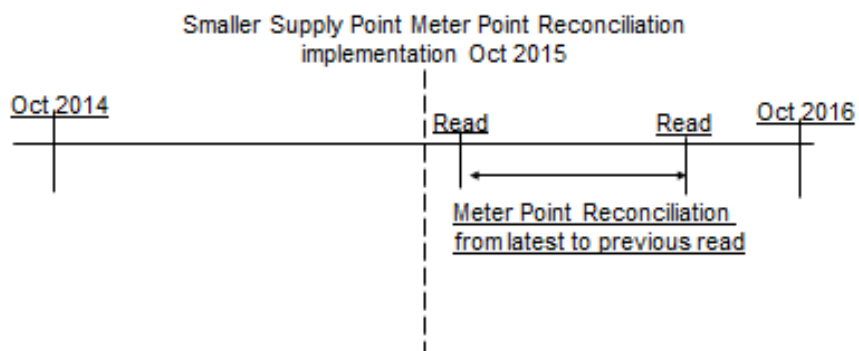 Smaller Supply Point Meter Point Reconciliation
implementation Oct 2015
Oct 2014
Read
Read
Oct 2016
Meter Point Reconciliation
from latest to previous read